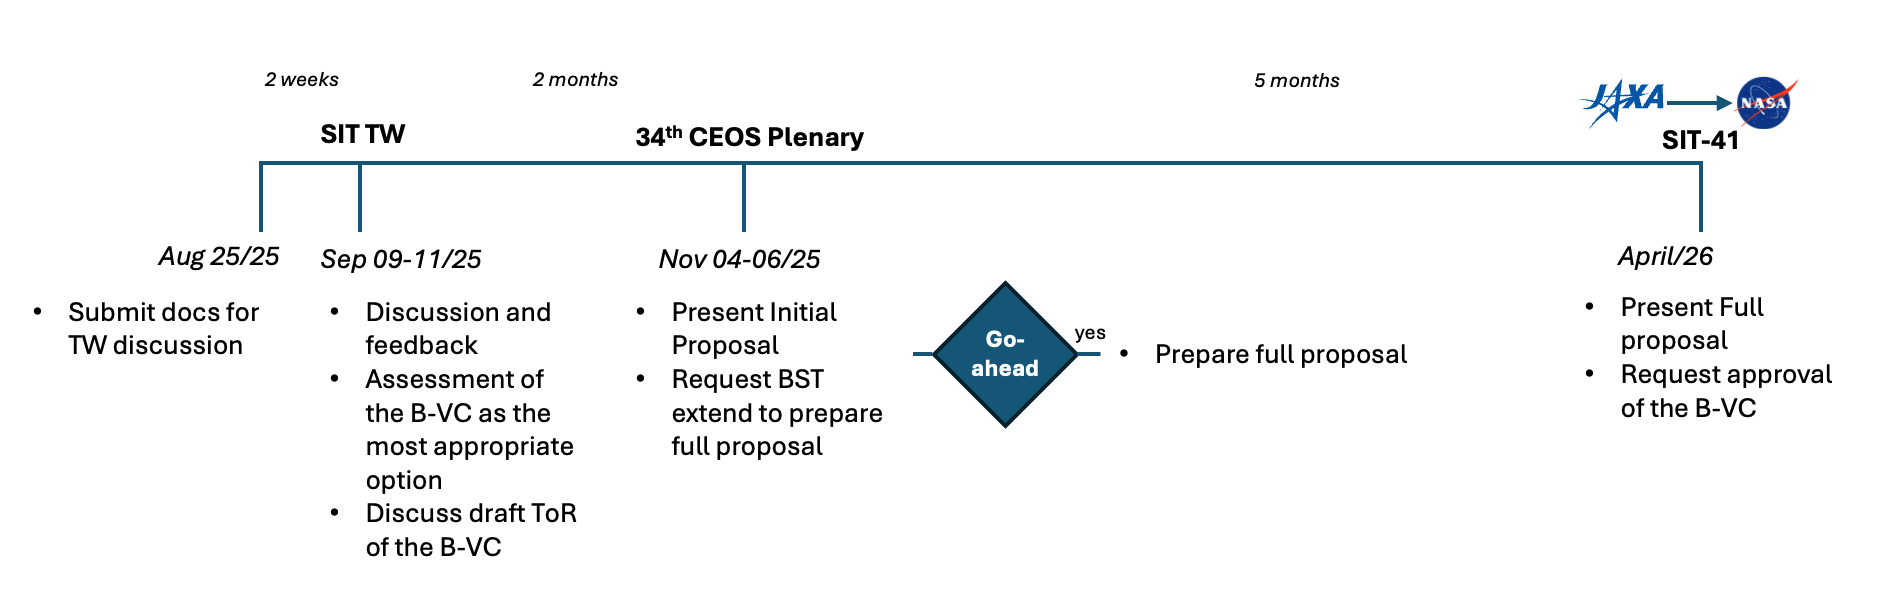 2 weeks
2 months
5 months
JAXA
NASA
SIT TW
34th CEOS Plenary
SIT-41
Aug 25/25
Sep 09-11/25
Nov 04-06/25
April/26
• Submit docs for
TW discussion
• Discussion and
feedback
• Assessment of
the B-VC as the
most appropriate
option
• Discuss draft ToR
of the B-VC
• Present Initial
Proposal
• Request BST
extend to prepare
full proposal
Go-
ahead
yes
• Prepare full proposal
• Present Full
proposal
• Request approval
of the B-VC